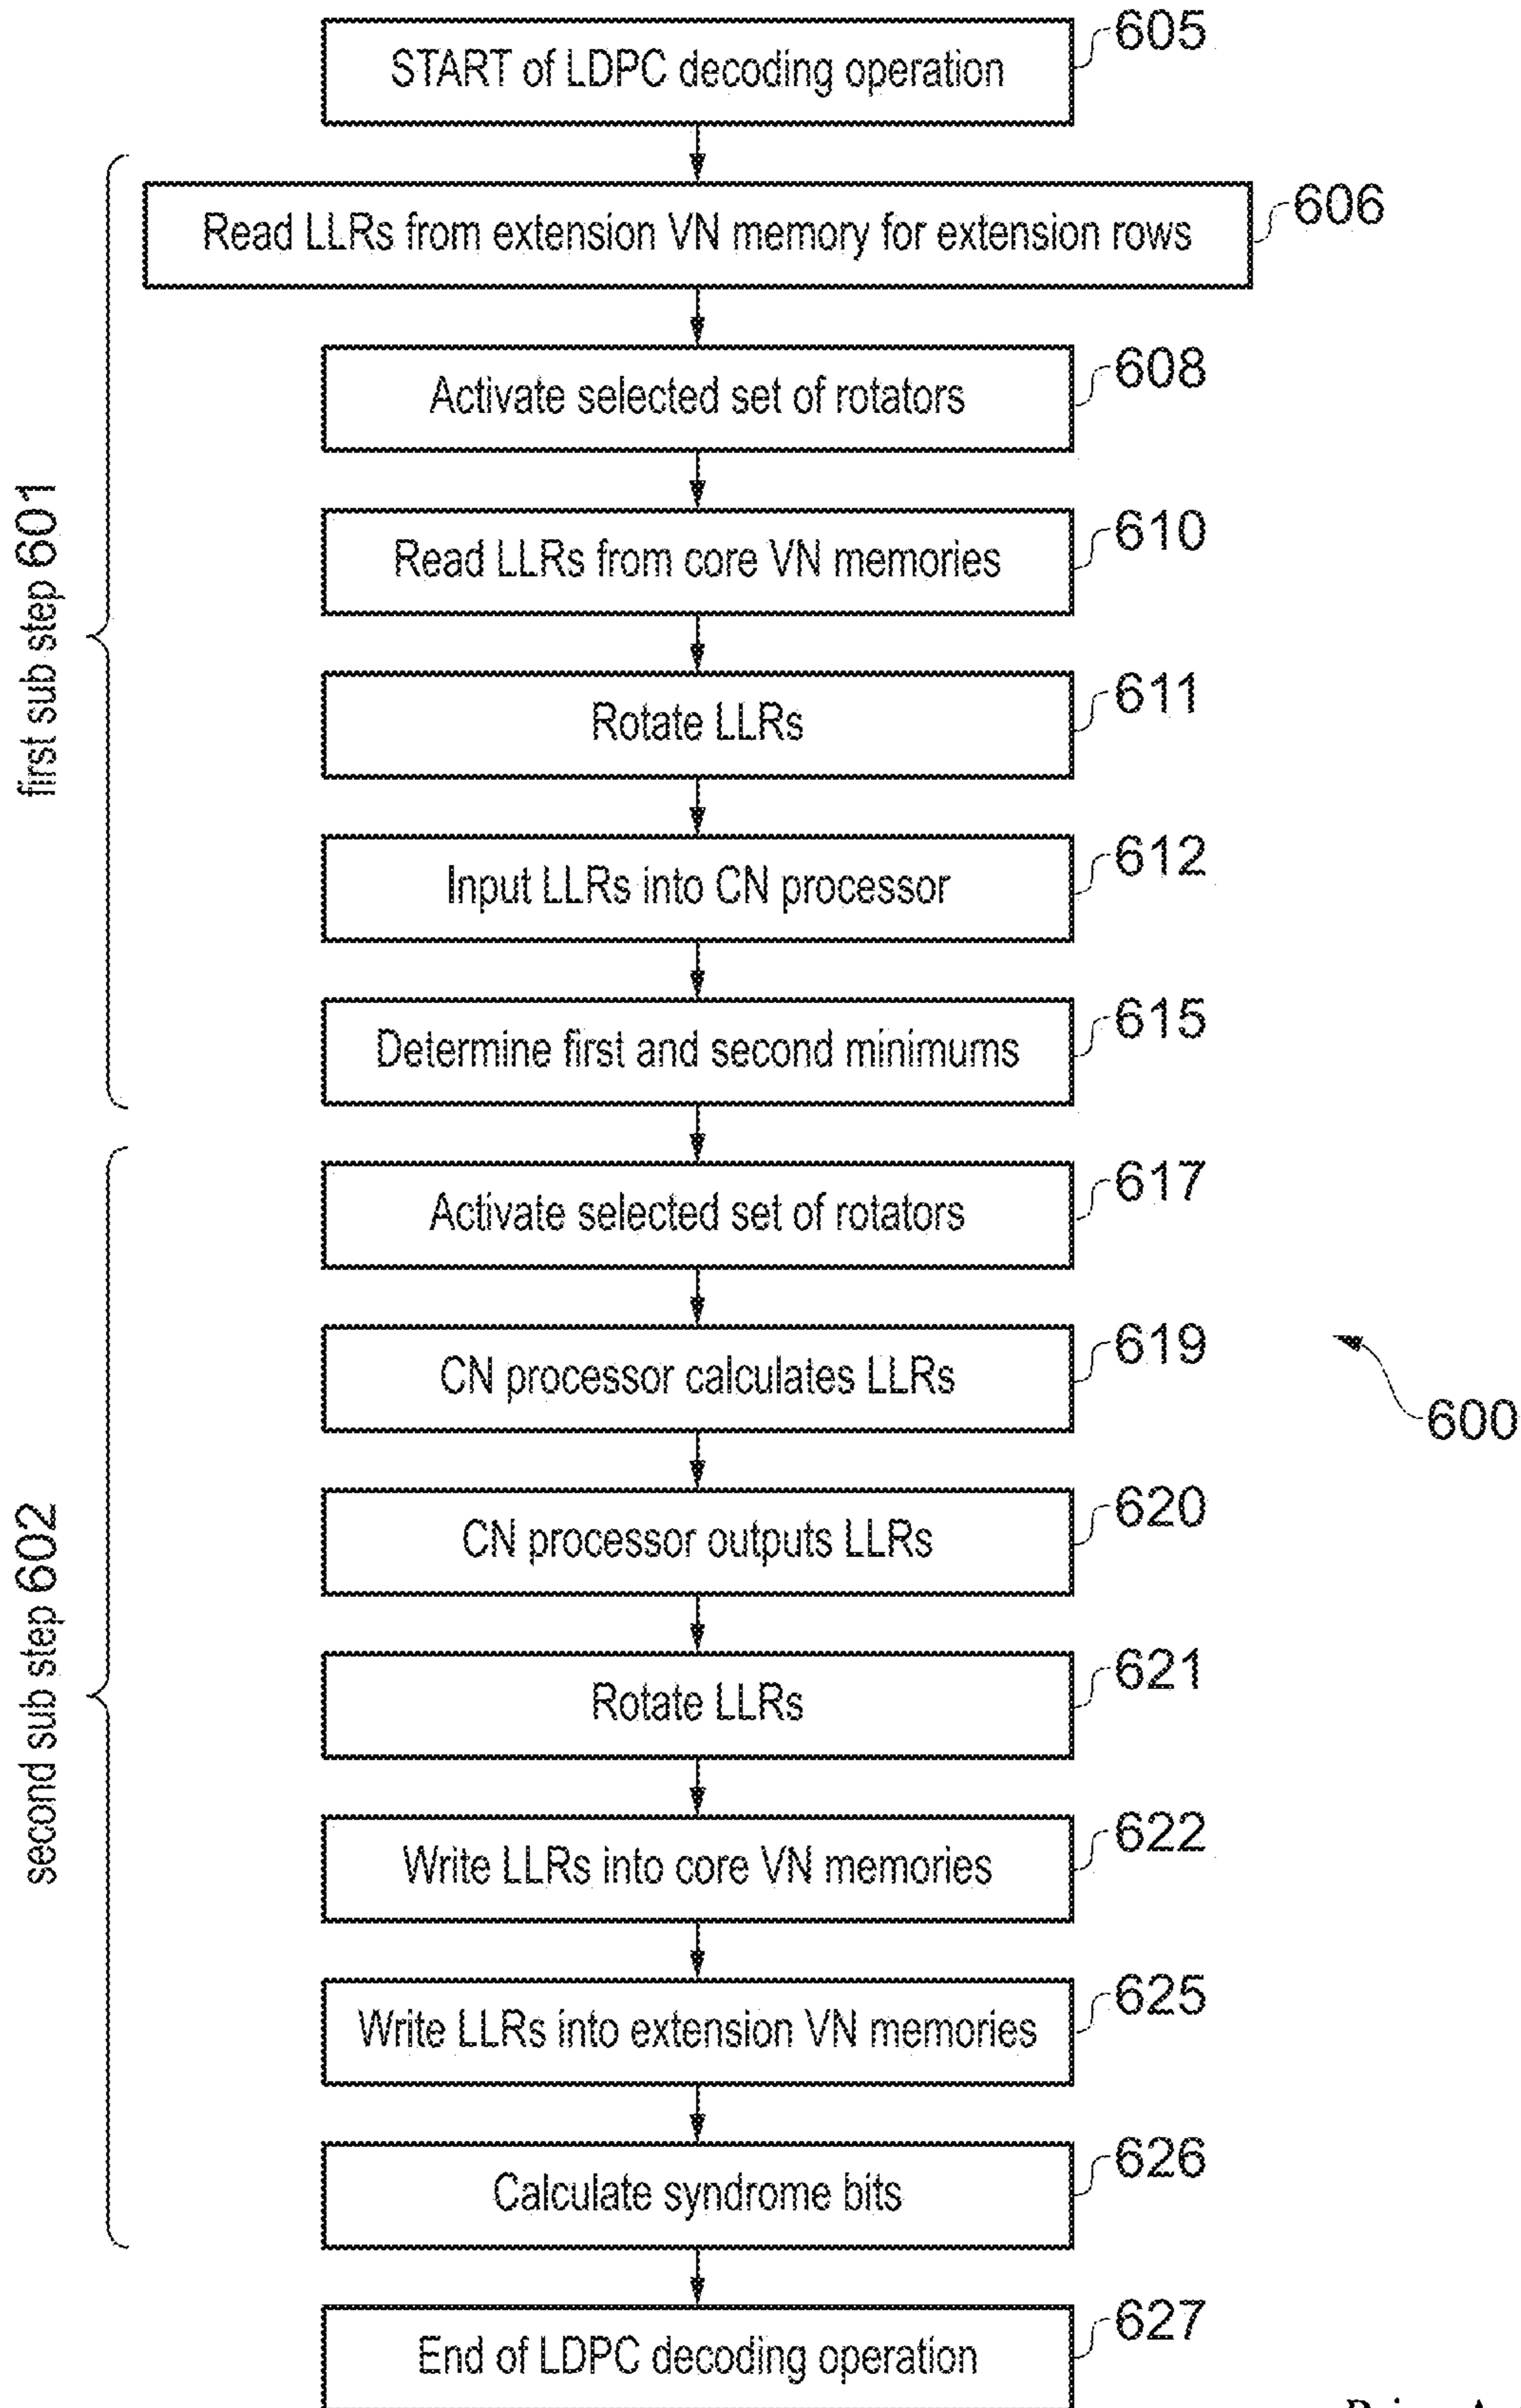 START of LDPC decoding operation
605
Read LLRs from extension VN memory for extension rows
606
Activate selected set of rotators
608
Read LLRs from core VN memories
610
Rotate LLRs
611
first sub step 601
Input LLRs into CN processor
612
Determine first and second minimums
615
Activate selected set of rotators
617
CN processor calculates LLRs
619
600
CN processor outputs LLRs
620
Rotate LLRs
621
second sub step 602
Write LLRs into core VN memories
622
Write LLRs into extension VN memories
625
Calculate syndrome bits
626
End of LDPC decoding operation
627